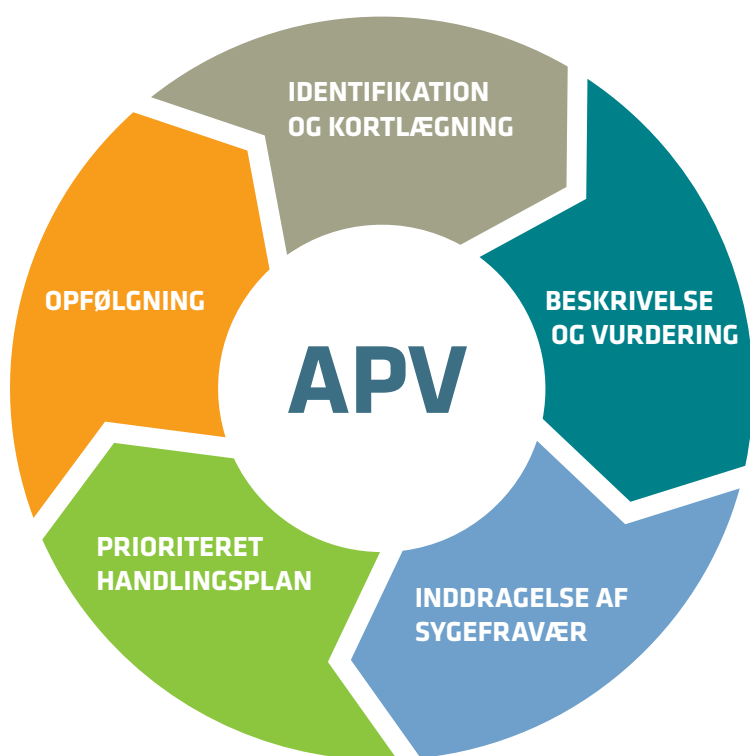 IDENTIFIKATION
OG KORTLÆGNING
BESKRIVELSE
OG VURDERING
INDDRAGELSE AF
SYGEFRAVÆR
PRIORITERET
HANDLINGSPLAN
OPFØLGNING
APV